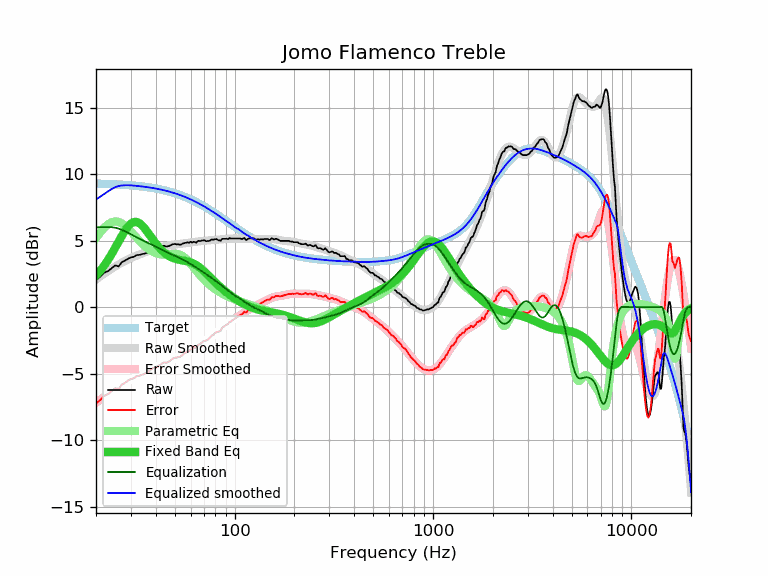 Jomo Flamenco Treble
Amplitude (dBr)
15
10
5
0
−5
−10
−15
Target
Raw Smoothed
Error Smoothed
Raw
Error
Parametric Eq
Fixed Band Eq
Equalization
Equalized smoothed
100
1000
10000
Frequency (Hz)